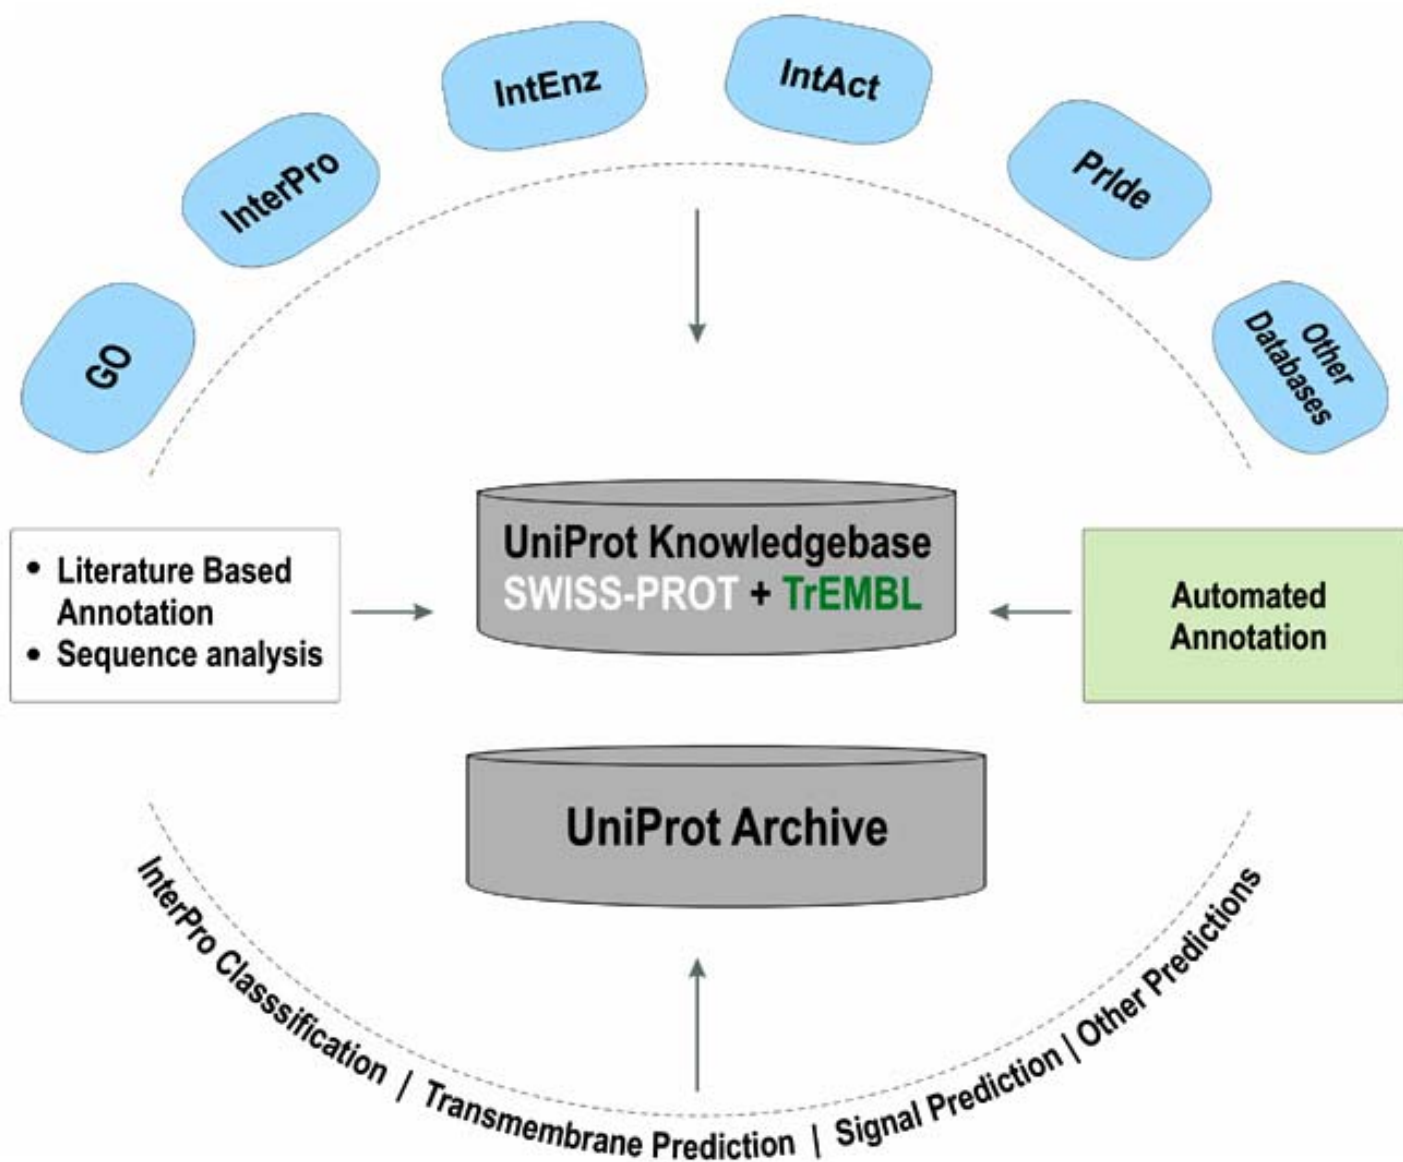 GO
InterPro
IntEnz
IntAct
PrIde
Other
Databases
• Literature Based
Annotation
• Sequence analysis
UniProt Knowledgebase
SWISS-PROT + TrEMBL
Automated
Annotation
UniProt Archive
InterPro Classsification | Transmembrane Prediction | Signal Prediction | Other Predictions